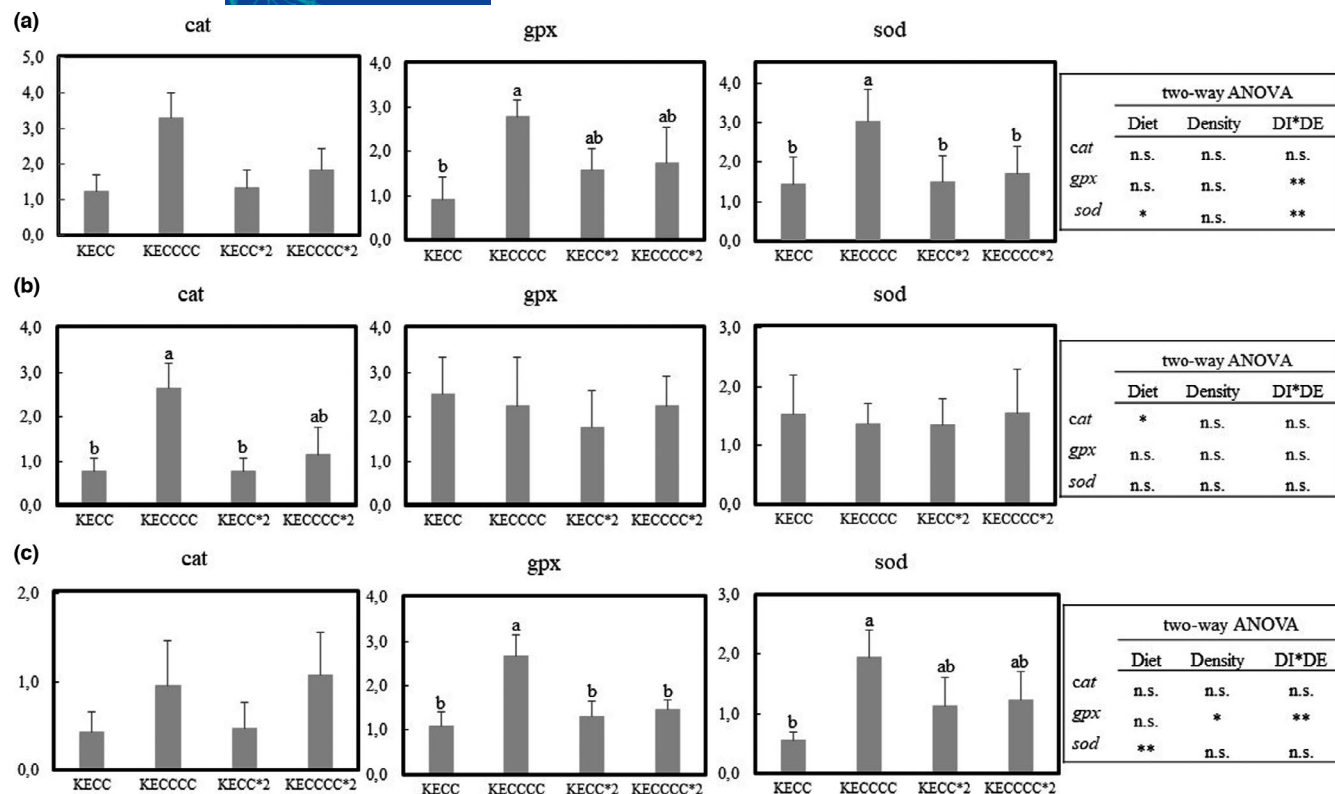 (a)
cat
5,0
4,0
3,0
2,0
1,0
0,0
KECC KECCCC KECC*2 KECCCC*2
gpx
4,0
3,0
2,0
1,0
0,0
b a ab ab
KECC KECCCC KECC*2 KECCCC*2
sod
4,0
3,0
2,0
1,0
0,0
b a b b
KECC KECCCC KECC*2 KECCCC*2
two-way ANOVA
Diet Density DI*DE
cat n.s. n.s. n.s.
gpx n.s. n.s. **
sod * n.s. **
(b)
cat
4,0
3,0
2,0
1,0
0,0
b a b ab
KECC KECCCC KECC*2 KECCCC*2
gpx
4,0
3,0
2,0
1,0
0,0
KECC KECCCC KECC*2 KECCCC*2
sod
3,0
2,0
1,0
0,0
KECC KECCCC KECC*2 KECCCC*2
two-way ANOVA
Diet Density DI*DE
cat * n.s. n.s.
gpx n.s. n.s. n.s.
sod n.s. n.s. n.s.
(c)
cat
2,0
1,0
0,0
KECC KECCCC KECC*2 KECCCC*2
gpx
4,0
3,0
2,0
1,0
0,0
b a b b
KECC KECCCC KECC*2 KECCCC*2
sod
3,0
2,0
1,0
0,0
b a ab ab
KECC KECCCC KECC*2 KECCCC*2
two-way ANOVA
Diet Density DI*DE
cat n.s. n.s. n.s.
gpx n.s. * **
sod ** n.s. n.s.